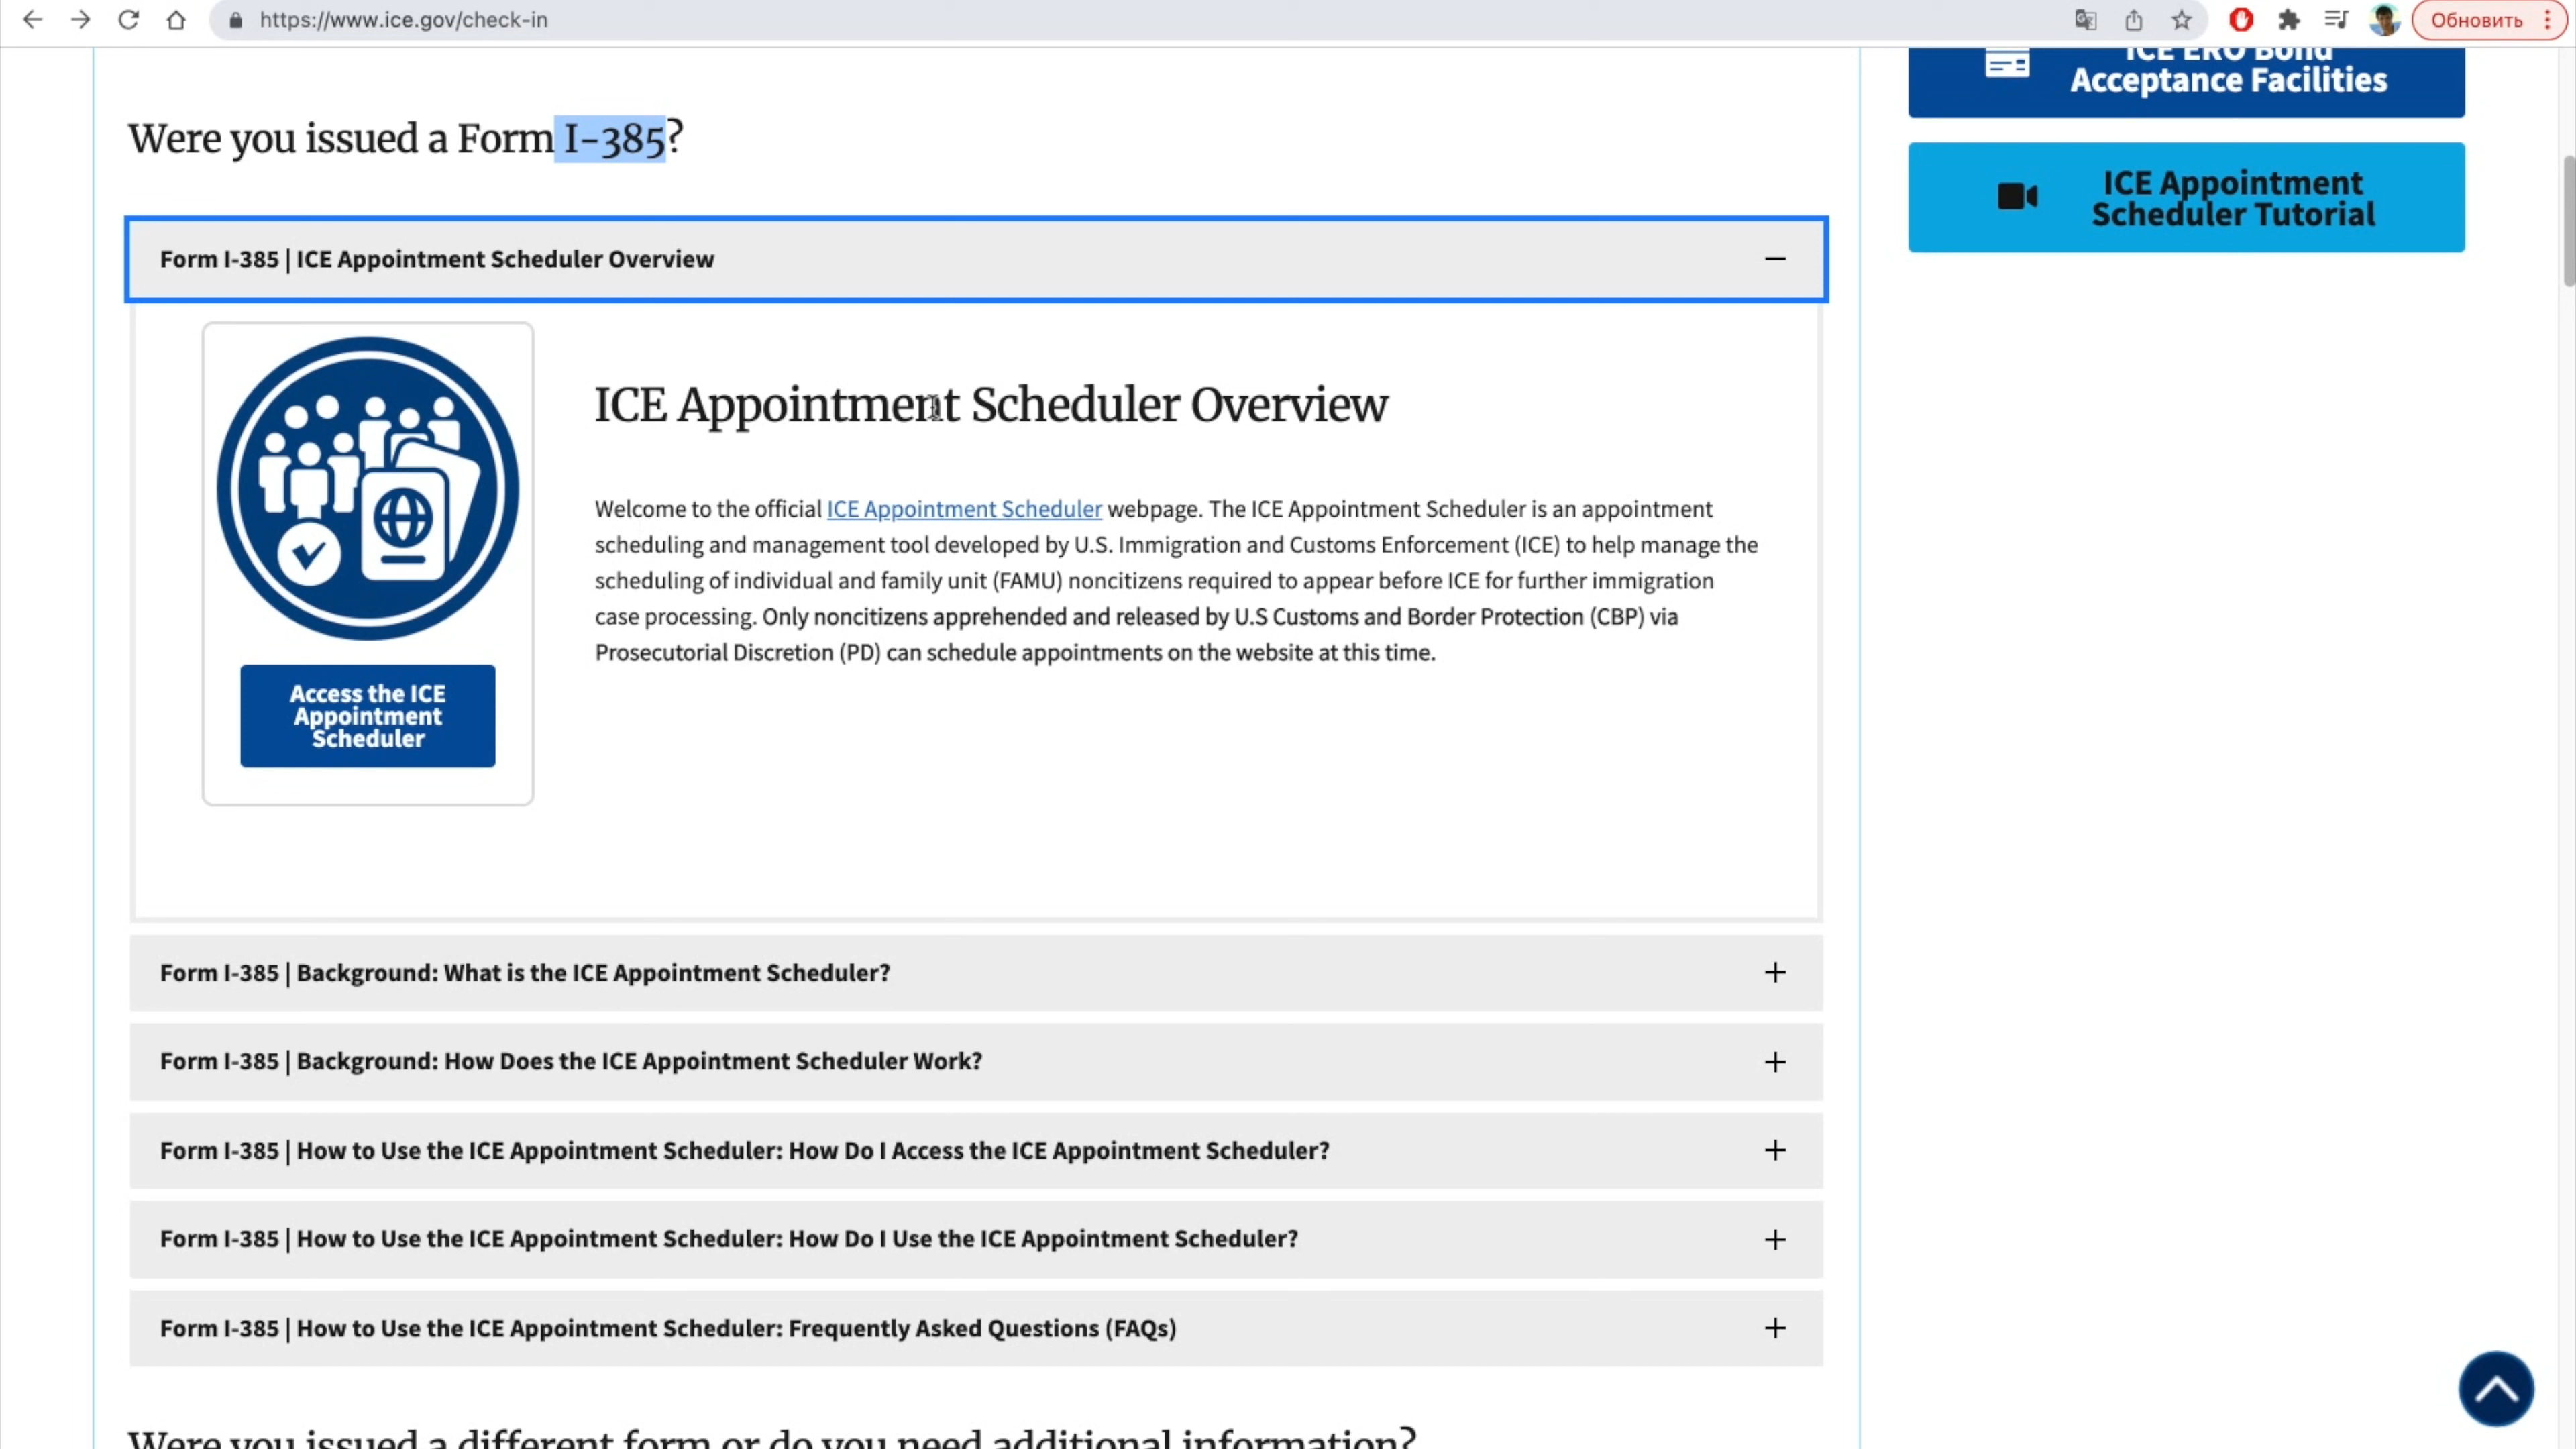 https://www.ice.gov/check-in
Обновить
ICE ERO Bond
Acceptance Facilities
Were you issued a Form I-385?
ICE Appointment
Scheduler Tutorial
Form I-385 | ICE Appointment Scheduler Overview
ICE Appointment Scheduler Overview
Welcome to the official ICE Appointment Scheduler webpage. The ICE Appointment Scheduler is an appointment
scheduling and management tool developed by U.S. Immigration and Customs Enforcement (ICE) to help manage the
scheduling of individual and family unit (FAMU) noncitizens required to appear before ICE for further immigration
case processing. Only noncitizens apprehended and released by U.S Customs and Border Protection (CBP) via
Prosecutorial Discretion (PD) can schedule appointments on the website at this time.
Access the ICE
Appointment
Scheduler
Form I-385 | Background: What is the ICE Appointment Scheduler?
Form I-385 | Background: How Does the ICE Appointment Scheduler Work?
Form I-385 | How to Use the ICE Appointment Scheduler: How Do I Access the ICE Appointment Scheduler?
Form I-385 | How to Use the ICE Appointment Scheduler: How Do I Use the ICE Appointment Scheduler?
Form I-385 | How to Use the ICE Appointment Scheduler: Frequently Asked Questions (FAQs)
Were you issued a different form or do you need additional information?